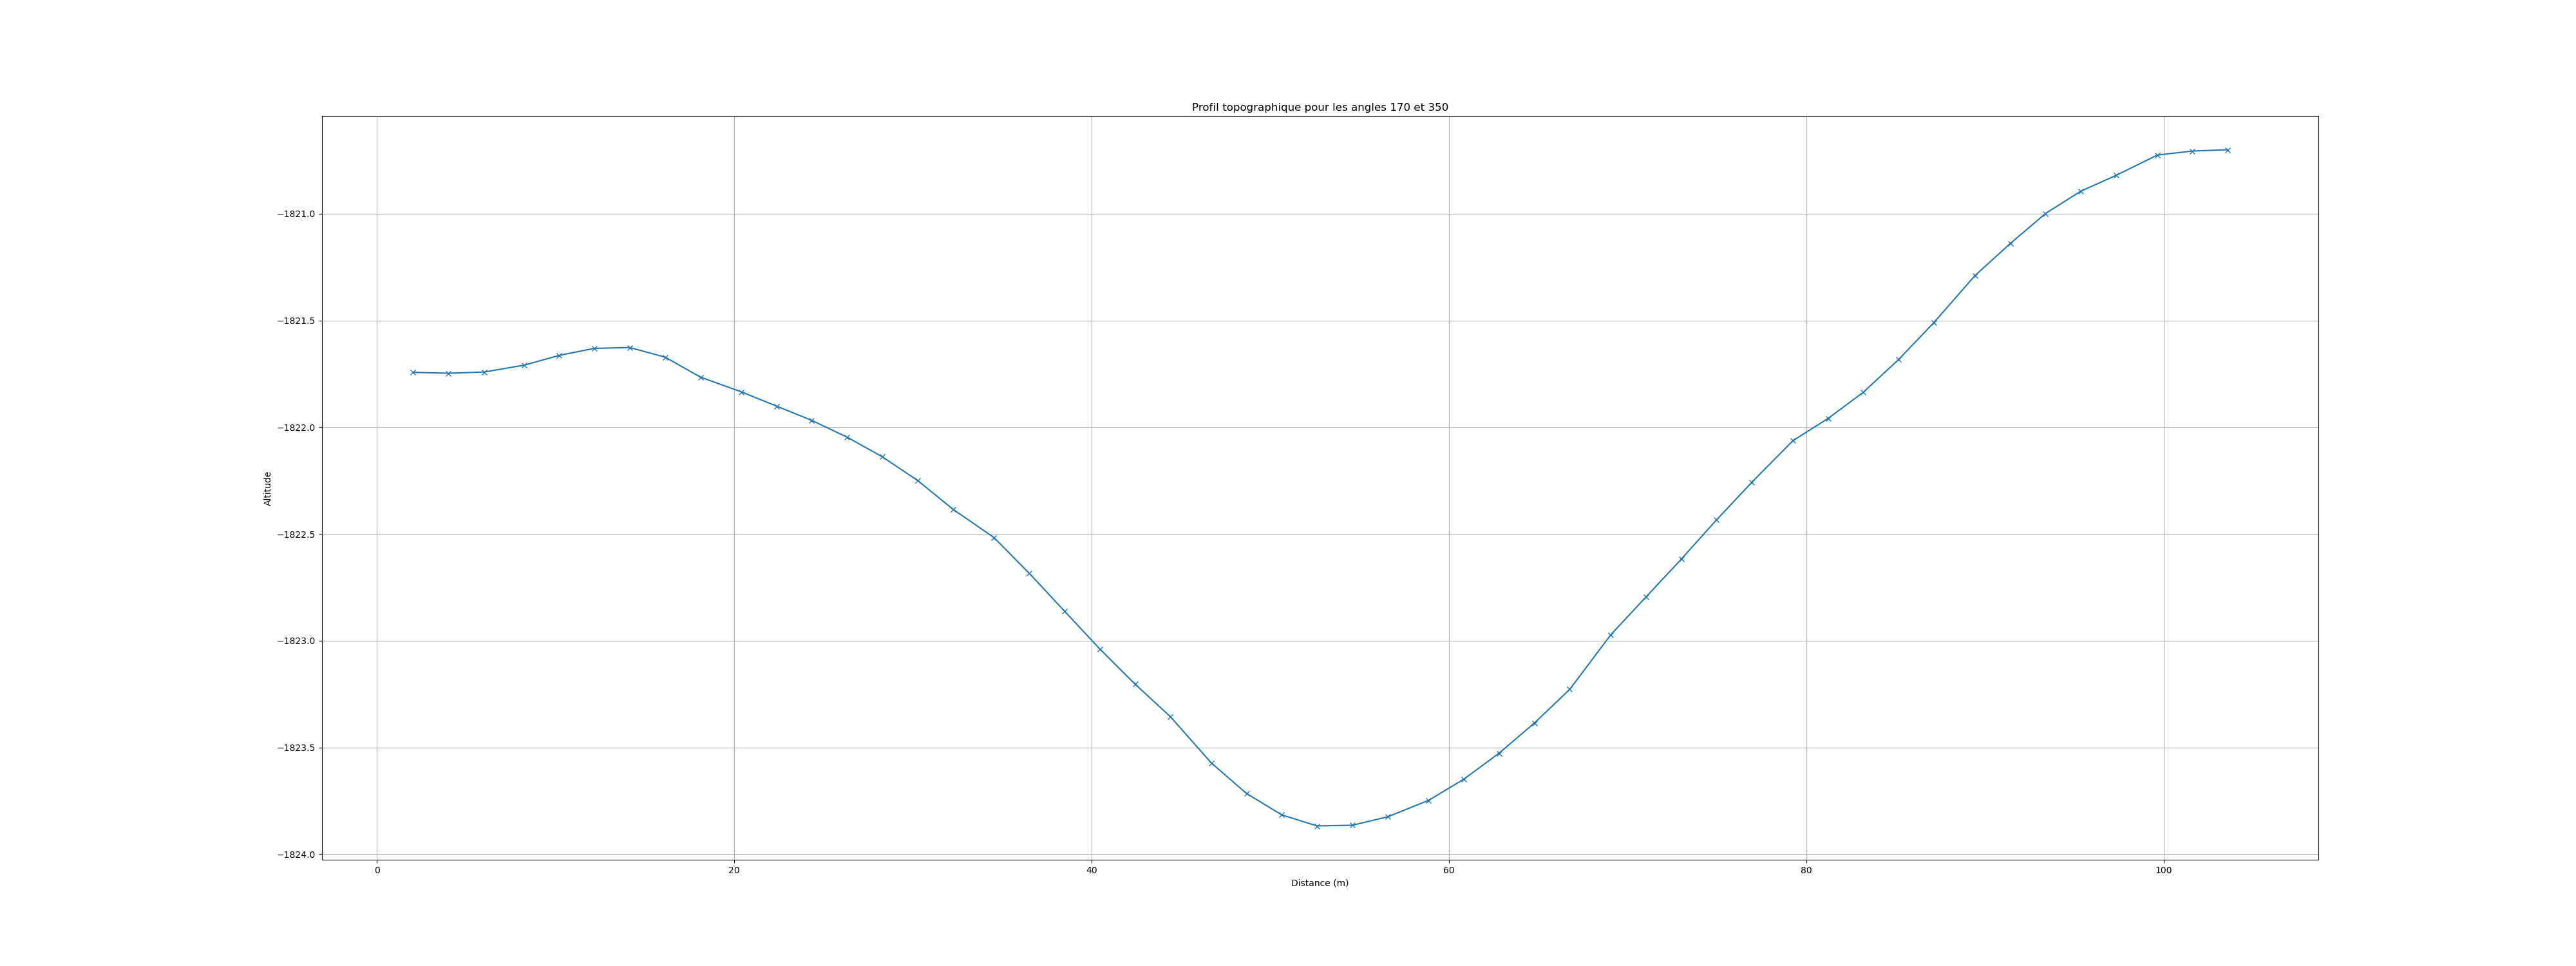 Profil topographique pour les angles 170 et 350
−1821.0
−1821.5
−1822.0
−1822.5
−1823.0
−1823.5
−1824.0
Altitude
0 20 40 60 80 100
Distance (m)